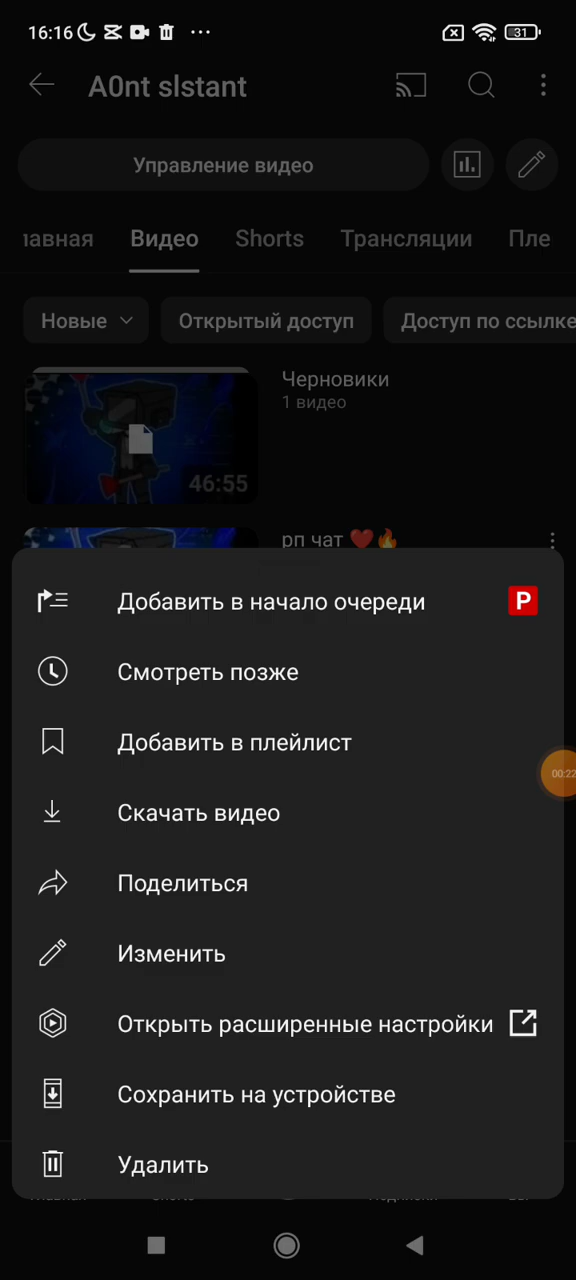 16:16
31
A0nt slstant
Управление видео
лавная Видео Shorts Трансляции Пле
Новые Открытый доступ Доступ по ссылке
Черновики
1 видео
46:55
рп чат ❤️🔥
Добавить в начало очереди P
Смотреть позже
Добавить в плейлист
00:22
Скачать видео
Поделиться
Изменить
Открыть расширенные настройки
Сохранить на устройстве
Удалить